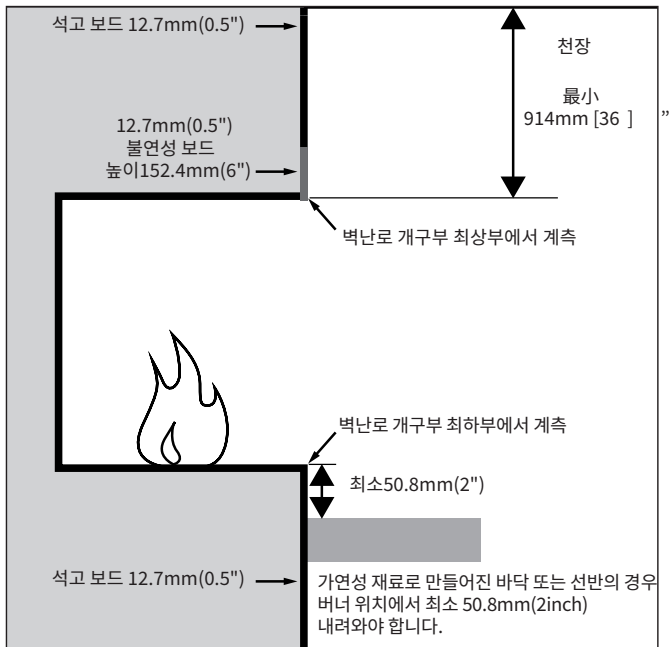 석고 보드 12.7mm(0.5")
천장
最小
914mm [36 ] ”
12.7mm(0.5")
불연성 보드
높이152.4mm(6")
벽난로 개구부 최상부에서 계측
벽난로 개구부 최하부에서 계측
최소50.8mm(2")
석고 보드 12.7mm(0.5")
가연성 재료로 만들어진 바닥 또는 선반의 경우
버너 위치에서 최소 50.8mm(2inch)
내려와야 합니다.